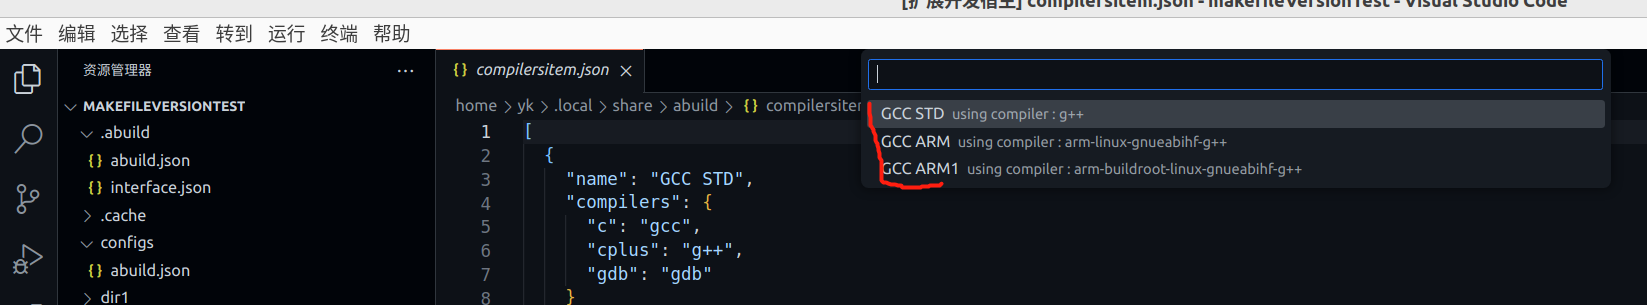 [扩展开发宿主] compilersitem.json - makefileVersionTest - Visual Studio Code
文件 编辑 选择 查看 转到 运行 终端 帮助
资源管理器 ···
MAKEFILEVERSIONTEST
.abuild
{} abuild.json
{} interface.json
.cache
configs
{} abuild.json
dir1
{} compilersitem.json ×
home > yk > .local > share > abuild > {} compilersite
1 [
2 {
3 "name": "GCC STD",
4 "compilers": {
5 "c": "gcc",
6 "cplus": "g++",
7 "gdb": "gdb"
8 }
GCC STD using compiler : g++
GCC ARM using compiler : arm-linux-gnueabihf-g++
GCC ARM1 using compiler : arm-buildroot-linux-gnueabihf-g++